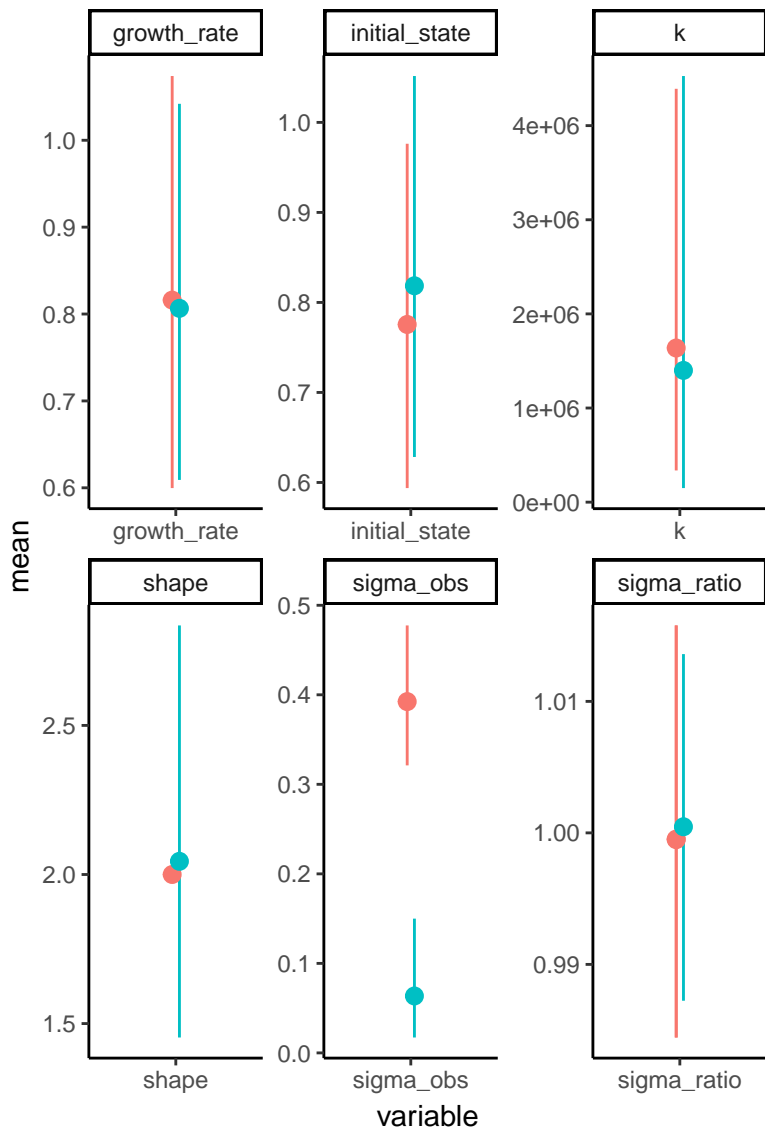 growth_rate
initial_state
k
1.0
0.9
0.8
0.7
0.6
growth_rate
1.0
0.9
0.8
0.7
0.6
initial_state
4e+06
3e+06
2e+06
1e+06
0e+00
k
mean
shape
sigma_obs
sigma_ratio
2.5
2.0
1.5
shape
0.5
0.4
0.3
0.2
0.1
0.0
sigma_obs
1.01
1.00
0.99
sigma_ratio
variable